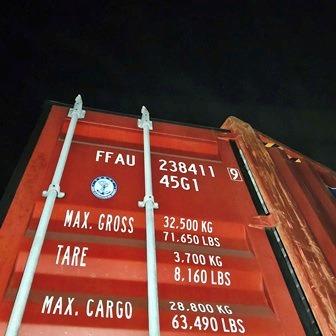 FFAU 238411 9
45G1
MAX. GROSS 32.500 KG
71.650 LBS
TARE 3.700 KG
8,160 LBS
MAX. CARGO 28.800 KG
63.490 LBS